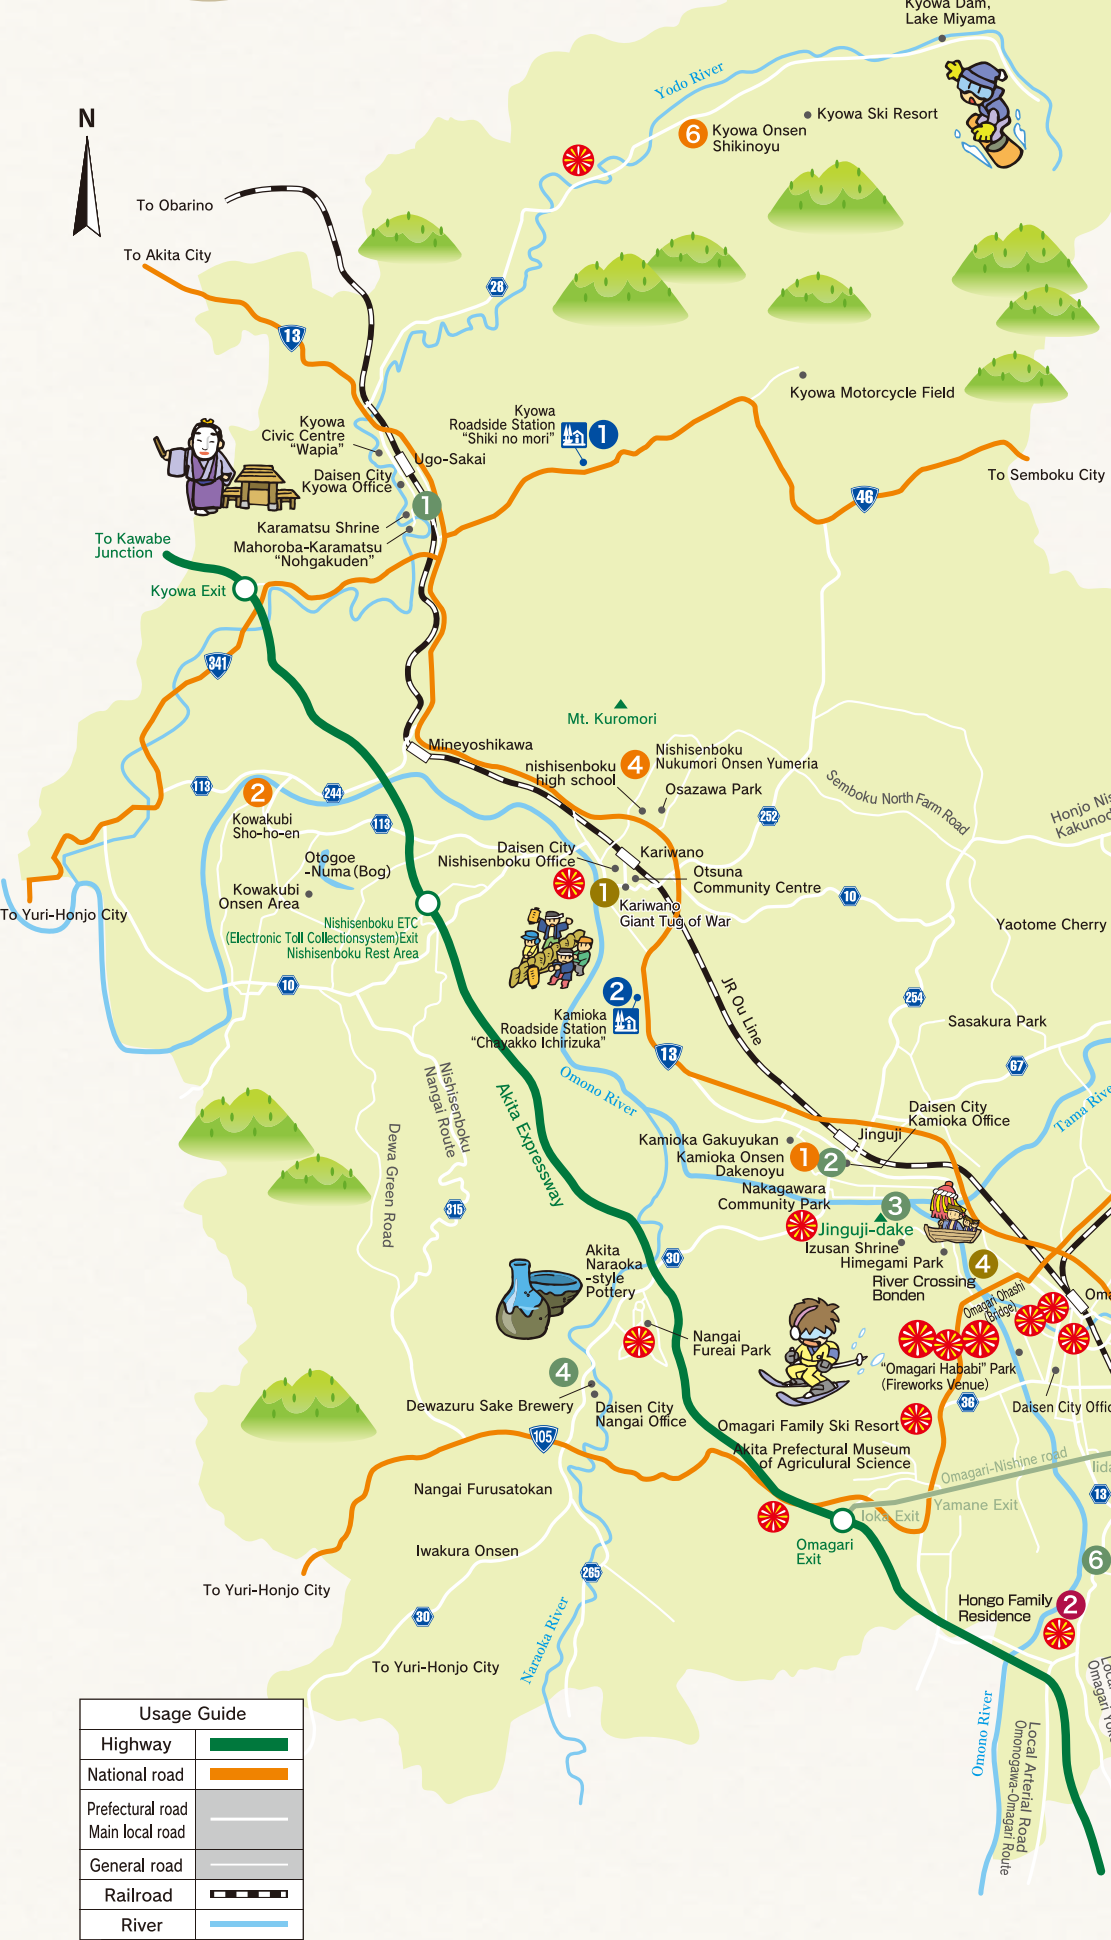 Kyowa Dam,
Lake Miyama
Yodo River
Kyowa Ski Resort
6
Kyowa Onsen
Shikinoyu
N
To Obarino
To Akita City
28
13
Kyowa Motorcycle Field
Kyowa
Roadside Station
“Shiki no mori”
1
Kyowa
Civic Centre
“Wapia”
Ugo-Sakai
Daisen City
Kyowa Office
To Semboku City
46
1
Karamatsu Shrine
Mahoroba-Karamatsu
“Nohgakuden”
To Kawabe
Junction
Kyowa Exit
341
Mt. Kuromori
Mineyoshikawa
4
Nishisenboku
Nukumori Onsen Yumeria
nishisenboku
high school
Osazawa Park
Semboku North Farm Road
113
2
244
113
252
Kowakubi
Sho-ho-en
Honjo Nis
Kakunod
Otogoe
-Numa (Bog)
Daisen City
Nishisenboku Office
Kariwano
Otsuna
Community Centre
Kowakubi
Onsen Area
1
Kariwano
Giant Tug of War
10
To Yuri-Honjo City
Nishisenboku ETC
(Electronic Toll Collectionsystem)Exit
Nishisenboku Rest Area
Yaotome Cherry
10
2
JR Ou Line
254
Kamioka
Roadside Station
“Chayakko Ichirizuka”
Sasakura Park
13
67
Nishisenboku
Nangai Route
Omono River
Akita Expressway
Tama Rive
Daisen City
Kamioka Office
Dewa Green Road
Kamioka Gakuyukan
Jinguji
Kamioka Onsen
Dakenoyu
1
2
Nakagawara
Community Park
3
315
Jinguji-dake
Izusan Shrine
Himegami Park
4
30
Akita
Naraoka
-style
Pottery
River Crossing
Bonden
Omagari Ohashi
(Bridge)
Oma
Nangai
Fureai Park
4
“Omagari Hababi” Park
(Fireworks Venue)
Dewazuru Sake Brewery
Daisen City
Nangai Office
36
Daisen City Offic
Omagari Family Ski Resort
105
Akita Prefectural Museum
of Agriculural Science
Omagari-Nishine road
Iida
Nangai Furusatokan
13
Ioka Exit
Yamane Exit
Omagari
Exit
Iwakura Onsen
6
265
To Yuri-Honjo City
Hongo Family
Residence
2
30
Naraoka River
To Yuri-Honjo City
Omono River
Local Arterial Road
Omonogawa-Omagari Route
Usage Guide
Highway
National road
Prefectural road
Main local road
General road
Railroad
River